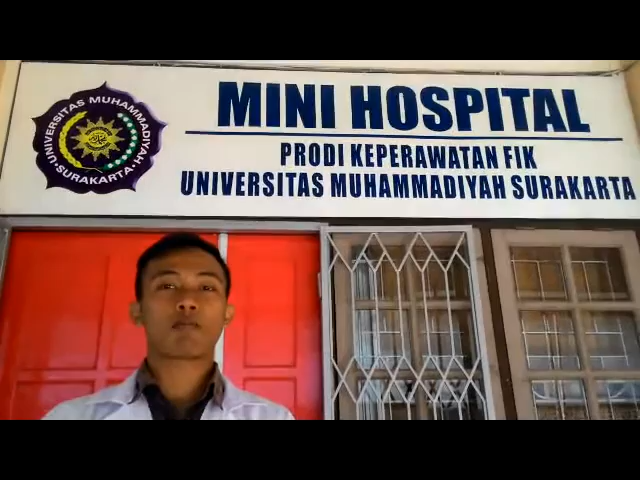 MINI HOSPITAL
PRODI KEPERAWATAN FIK
UNIVERSITAS MUHAMMADIYAH SURAKARTA
UNIVERSITAS MUHAMMADIYAH
SURAKARTA